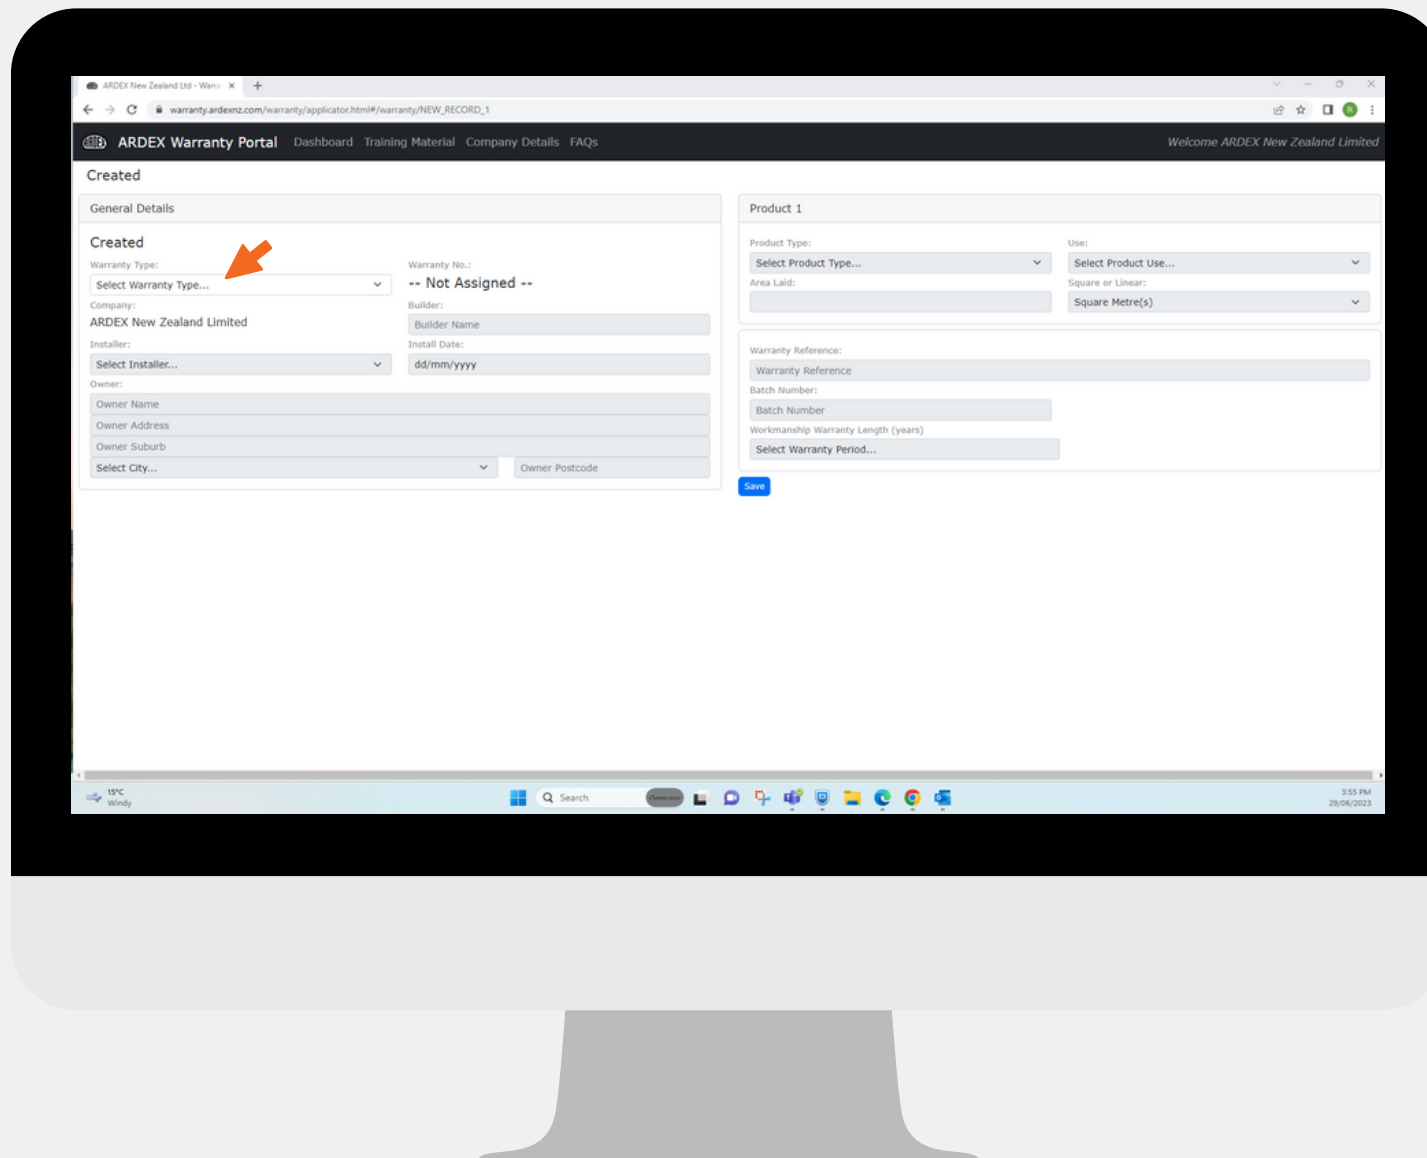 ARDEX New Zealand Ltd - Warra
warranty.ardexnz.com/warranty/applicator.html#/warranty/NEW_RECORD_1
R
ARDEX Warranty Portal Dashboard Training Material Company Details FAQs Welcome ARDEX New Zealand Limited
Created
General Details
Created
Warranty Type: Warranty No.:
Select Warranty Type... -- Not Assigned --
Company: Builder:
ARDEX New Zealand Limited Builder Name
Installer: Install Date:
Select Installer... dd/mm/yyyy
Owner:
Owner Name
Owner Address
Owner Suburb
Select City... Owner Postcode
Product 1
Product Type: Use:
Select Product Type... Select Product Use...
Area Laid: Square or Linear:
Square Metre(s)
Warranty Reference:
Warranty Reference
Batch Number:
Batch Number
Workmanship Warranty Length (years)
Select Warranty Period...
Save
15°C
Windy
Search
3:55 PM
29/06/2023